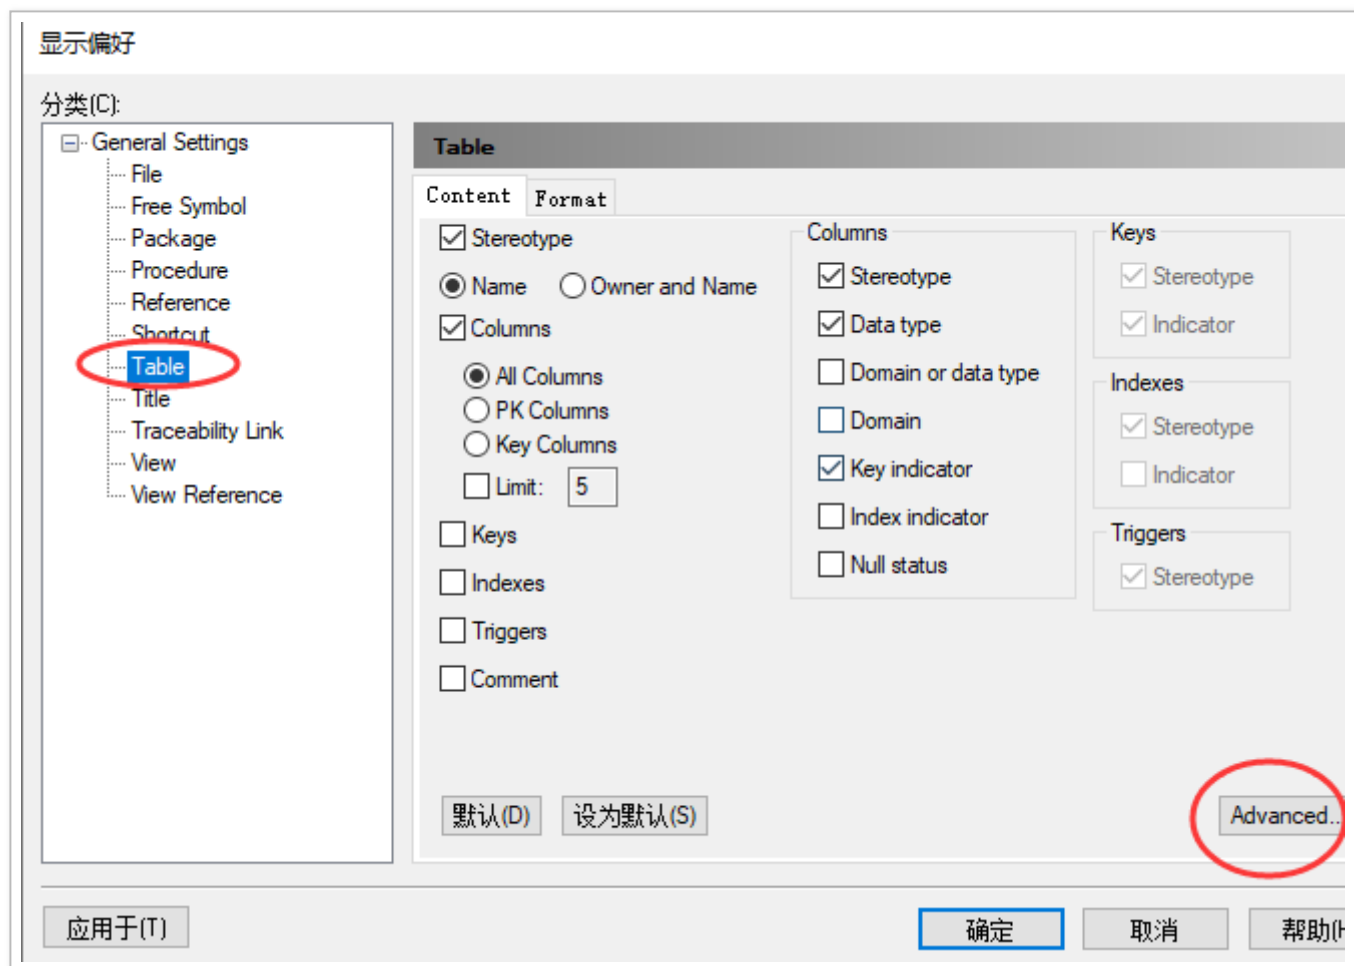 显示偏好
分类(C):
General Settings
File
Free Symbol
Package
Procedure
Reference
Shortcut
Table
Title
Traceability Link
View
View Reference
Table
Content
Format
Stereotype
Name
Owner and Name
Columns
All Columns
PK Columns
Key Columns
Limit:
5
Keys
Indexes
Triggers
Comment
Columns
Stereotype
Data type
Domain or data type
Domain
Key indicator
Index indicator
Null status
Keys
Stereotype
Indicator
Indexes
Stereotype
Indicator
Triggers
Stereotype
默认(D)
设为默认(S)
Advanced..
应用于(T)
确定
取消
帮助(H